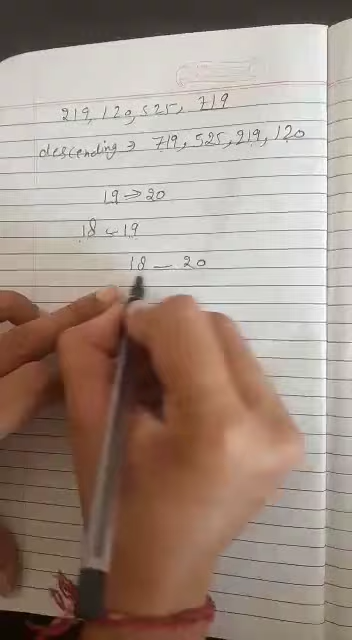 219, 120, 525, 719
descending → 719, 525, 219, 120
19 → 20
18 - 19
18 - 20